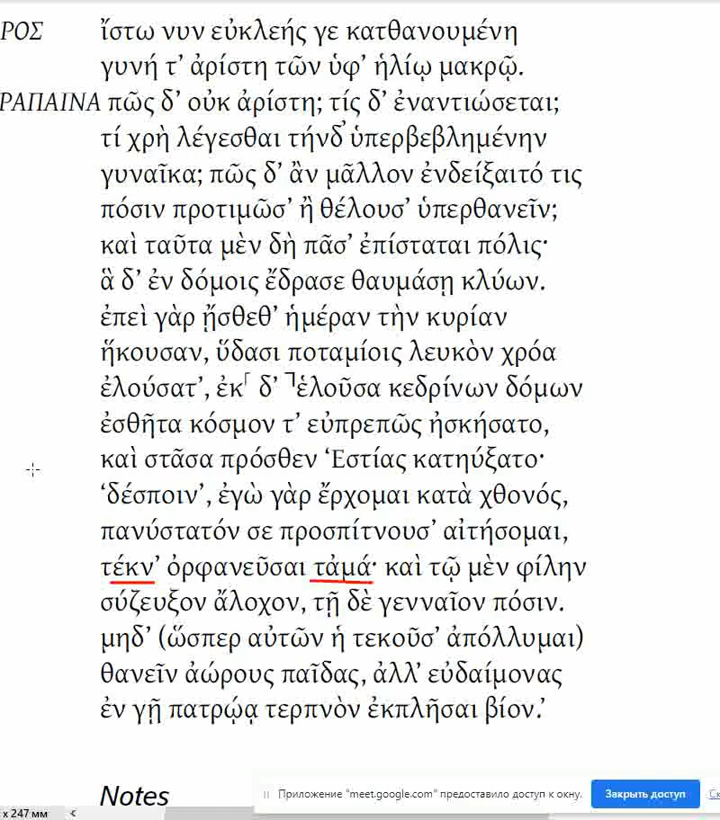 ΡΟΣ ἴστω νυν εὐκλεής γε κατθανουμένη
γυνή τ’ ἀρίστη τῶν ὑφ’ ἡλίῳ μακρῷ.
ΡΑΠΑΙΝΑ πῶς δ’ οὐκ ἀρίστη; τίς δ’ ἐναντιώσεται;
τί χρὴ λέγεσθαι τήνδ’ ὑπερβεβλημένην
γυναῖκα; πῶς δ’ ἂν μᾶλλον ἐνδείξαιτό τις
πόσιν προτιμῶσ’ ἢ θέλουσ’ ὑπερθανεῖν;
καὶ ταῦτα μὲν δὴ πᾶσ’ ἐπίσταται πόλις·
ἃ δ’ ἐν δόμοις ἔδρασε θαυμάσῃ κλύων.
ἐπεὶ γὰρ ᾔσθεθ’ ἡμέραν τὴν κυρίαν
ἥκουσαν, ὕδασι ποταμίοις λευκὸν χρόα
ἐλούσατ’, ἐκ⸢ δ’ ⸣ἑλοῦσα κεδρίνων δόμων
ἐσθῆτα κόσμον τ’ εὐπρεπῶς ἠσκήσατο,
καὶ στᾶσα πρόσθεν Ἑστίας κατηύξατο·
‘δέσποιν’, ἐγὼ γὰρ ἔρχομαι κατὰ χθονός,
πανύστατόν σε προσπίτνουσ’ αἰτήσομαι,
τέκν’ ὀρφανεῦσαι τἀμά· καὶ τῷ μὲν φίλην
σύζευξον ἄλοχον, τῇ δὲ γενναῖον πόσιν.
μηδ’ (ὥσπερ αὐτῶν ἡ τεκοῦσ’ ἀπόλλυμαι)
θανεῖν ἀώρους παῖδας, ἀλλ’ εὐδαίμονας
ἐν γῇ πατρῴᾳ τερπνὸν ἐκπλῆσαι βίον.’
Notes
Приложение "meet.google.com" предоставило доступ к окну. Закрыть доступ Ск
x 247 мм